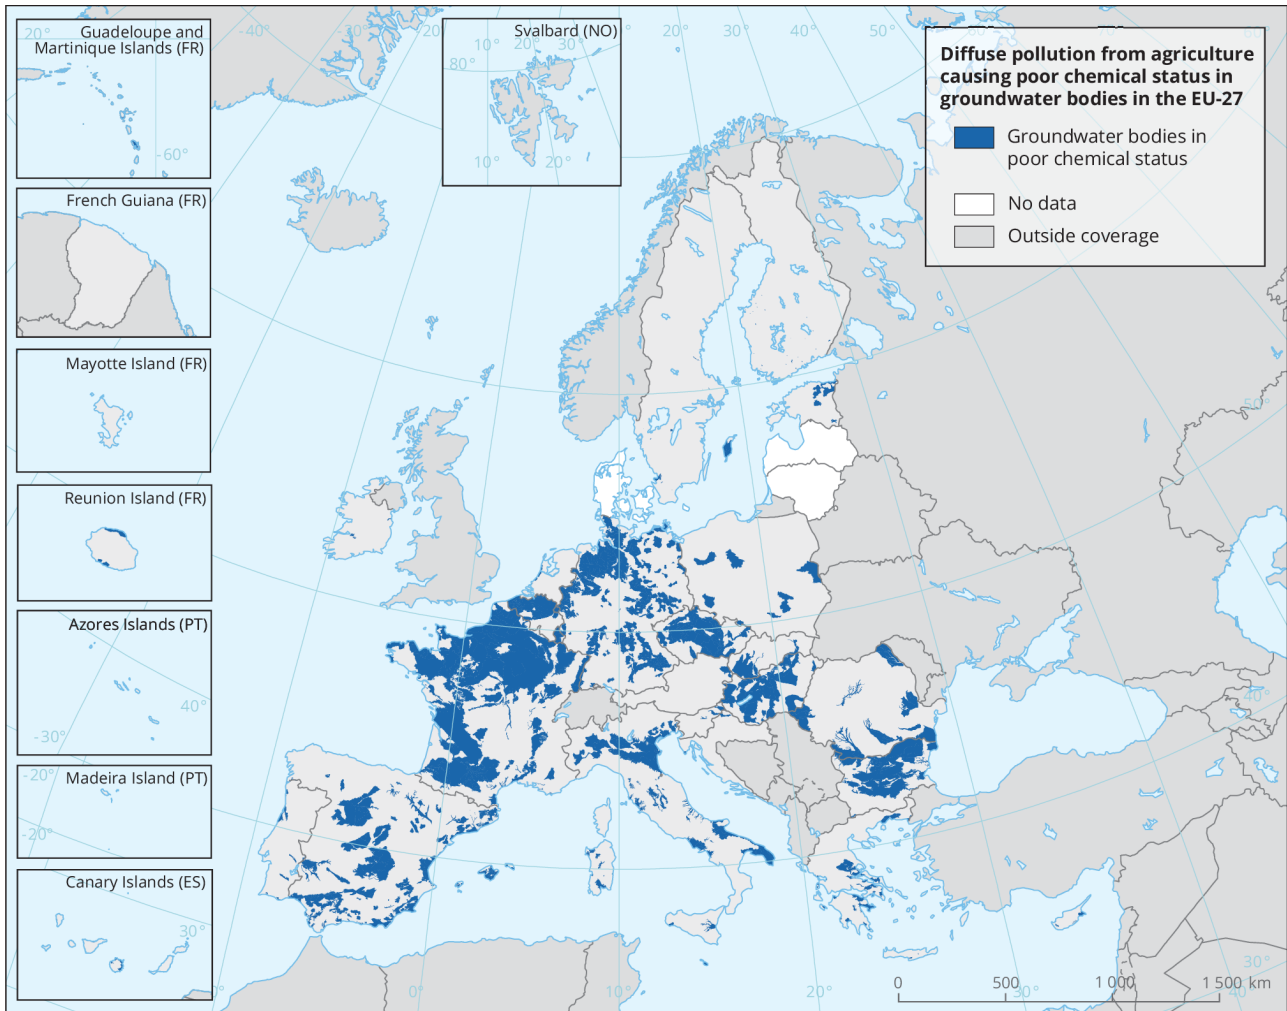 Guadeloupe and
Martinique Islands (FR)
20°
-60°
French Guiana (FR)
Mayotte Island (FR)
Reunion Island (FR)
Azores Islands (PT)
40°
-30°
Madeira Island (PT)
-20°
-20°
Canary Islands (ES)
30°
-40°
-30°
-20°
Svalbard (NO)
10°
20°
30°
80°
10°
20°
20°
30°
40°
50°
70°
Diffuse pollution from agriculture
causing poor chemical status in
groundwater bodies in the EU-27
Groundwater bodies in
poor chemical status
No data
Outside coverage
50°
40°
30°
0°
10°
20°
30°
40°
0
500
1 000
1 500 km